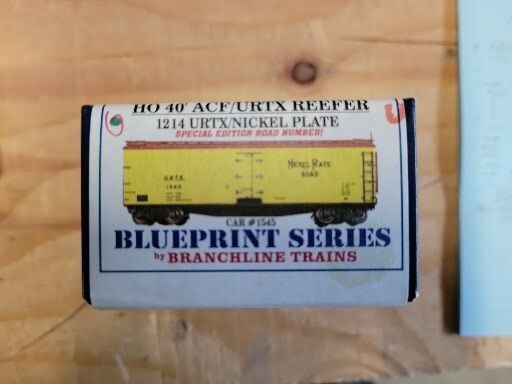 HO 40' ACF/URTX REEFER
1214 URTX/NICKEL PLATE
SPECIAL EDITION ROAD NUMBER!
NICKEL PLATE
ROAD
U.R.T.X.
CAR #1545
BLUEPRINT SERIES
by BRANCHLINE TRAINS